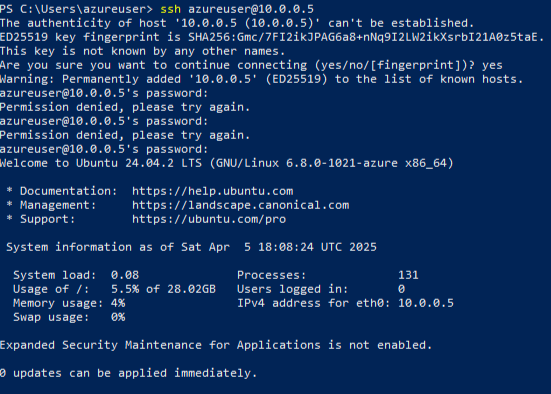 PS C:\Users\azureuser> ssh azureuser@10.0.0.5
The authenticity of host '10.0.0.5 (10.0.0.5)' can't be established.
ED25519 key fingerprint is SHA256:Gmc/7FI2ikJPAG6a8+nNq9I2LW2ikXsrbI21A0z5taE.
This key is not known by any other names.
Are you sure you want to continue connecting (yes/no/[fingerprint])? yes
Warning: Permanently added '10.0.0.5' (ED25519) to the list of known hosts.
azureuser@10.0.0.5's password:
Permission denied, please try again.
azureuser@10.0.0.5's password:
Permission denied, please try again.
azureuser@10.0.0.5's password:
Welcome to Ubuntu 24.04.2 LTS (GNU/Linux 6.8.0-1021-azure x86_64)
* Documentation:  https://help.ubuntu.com
* Management:     https://landscape.canonical.com
* Support:        https://ubuntu.com/pro
System information as of Sat Apr  5 18:08:24 UTC 2025
System load:  0.08              Processes:             131
Usage of /:   5.5% of 28.02GB   Users logged in:       0
Memory usage: 4%                IPv4 address for eth0: 10.0.0.5
Swap usage:   0%
Expanded Security Maintenance for Applications is not enabled.
0 updates can be applied immediately.